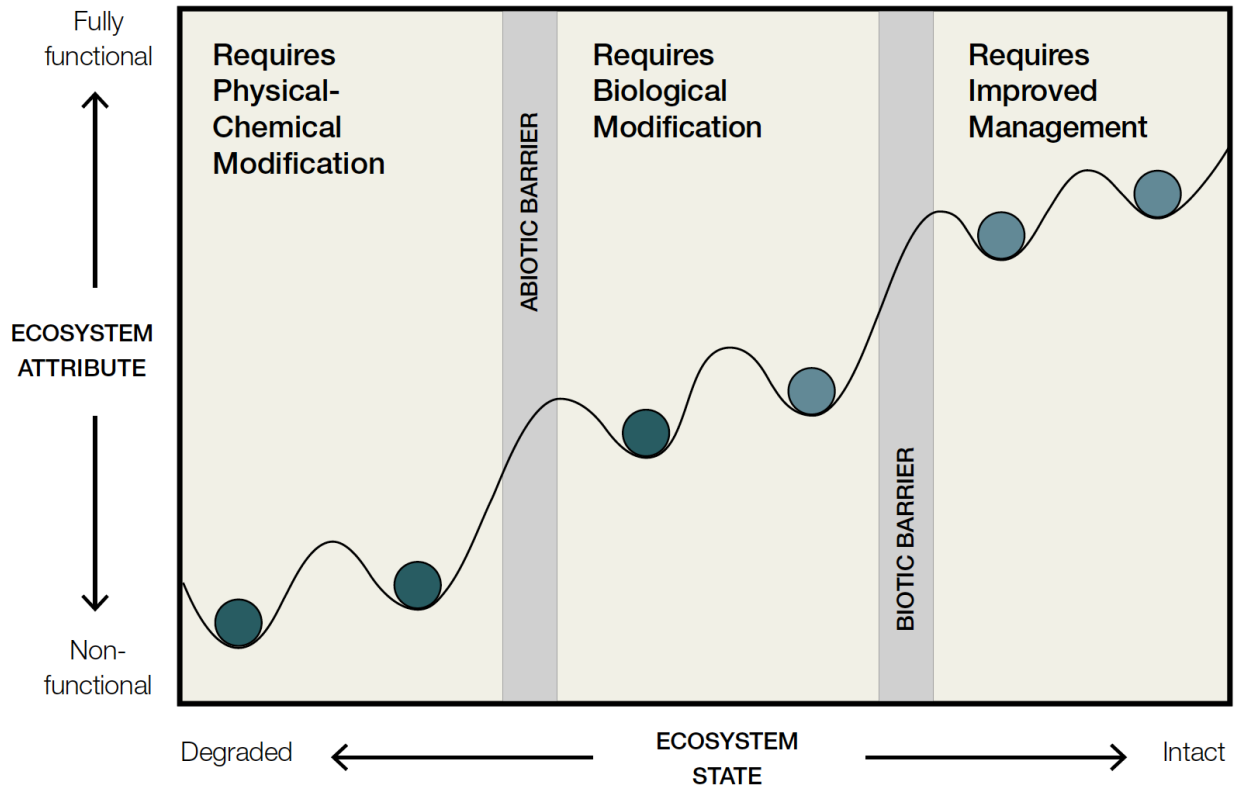 Fully
functional
ECOSYSTEM
ATTRIBUTE
Non-
functional
Requires
Physical-
Chemical
Modification
ABIOTIC BARRIER
Requires
Biological
Modification
BIOTIC BARRIER
Requires
Improved
Management
Degraded
ECOSYSTEM
STATE
Intact